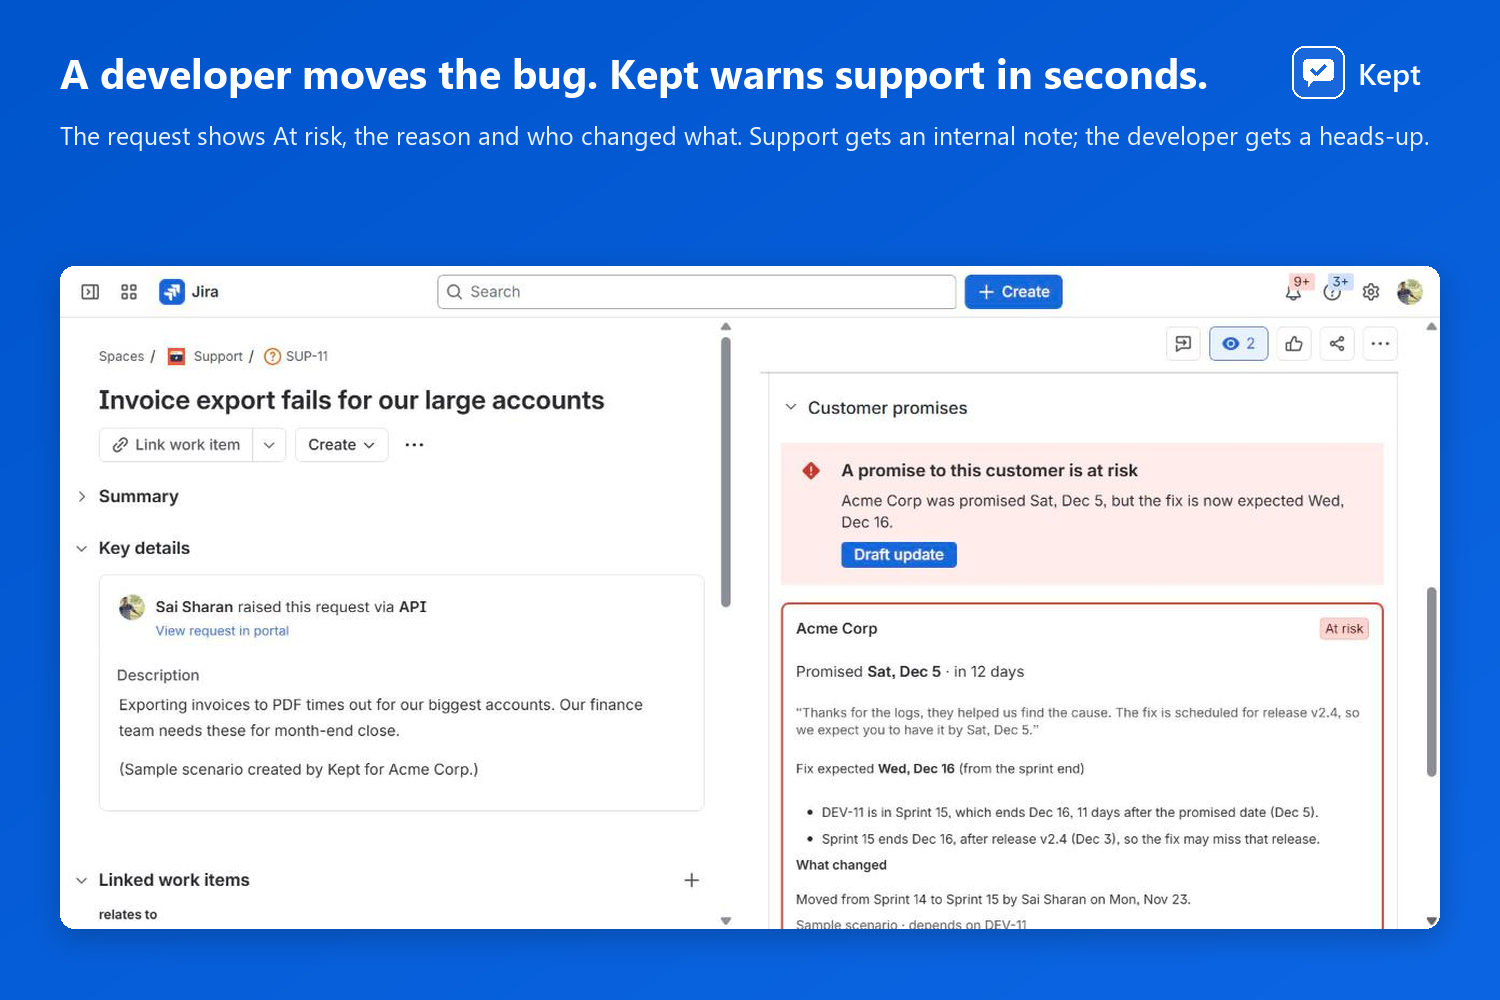 A developer moves the bug. Kept warns support in seconds.
Kept
The request shows At risk, the reason and who changed what. Support gets an internal note; the developer gets a heads-up.
Jira
Search
+ Create
9+
3+
Spaces / Support / SUP-11
2
Invoice export fails for our large accounts
Link work item
Create
Summary
Key details
Sai Sharan raised this request via API
View request in portal
Description
Exporting invoices to PDF times out for our biggest accounts. Our finance
team needs these for month-end close.
(Sample scenario created by Kept for Acme Corp.)
Linked work items
relates to
Customer promises
A promise to this customer is at risk
Acme Corp was promised Sat, Dec 5, but the fix is now expected Wed,
Dec 16.
Draft update
Acme Corp
At risk
Promised Sat, Dec 5 · in 12 days
“Thanks for the logs, they helped us find the cause. The fix is scheduled for release v2.4, so
we expect you to have it by Sat, Dec 5.”
Fix expected Wed, Dec 16 (from the sprint end)
• DEV-11 is in Sprint 15, which ends Dec 16, 11 days after the promised date (Dec 5).
• Sprint 15 ends Dec 16, after release v2.4 (Dec 3), so the fix may miss that release.
What changed
Moved from Sprint 14 to Sprint 15 by Sai Sharan on Mon, Nov 23.
Sample scenario · depends on DEV-11